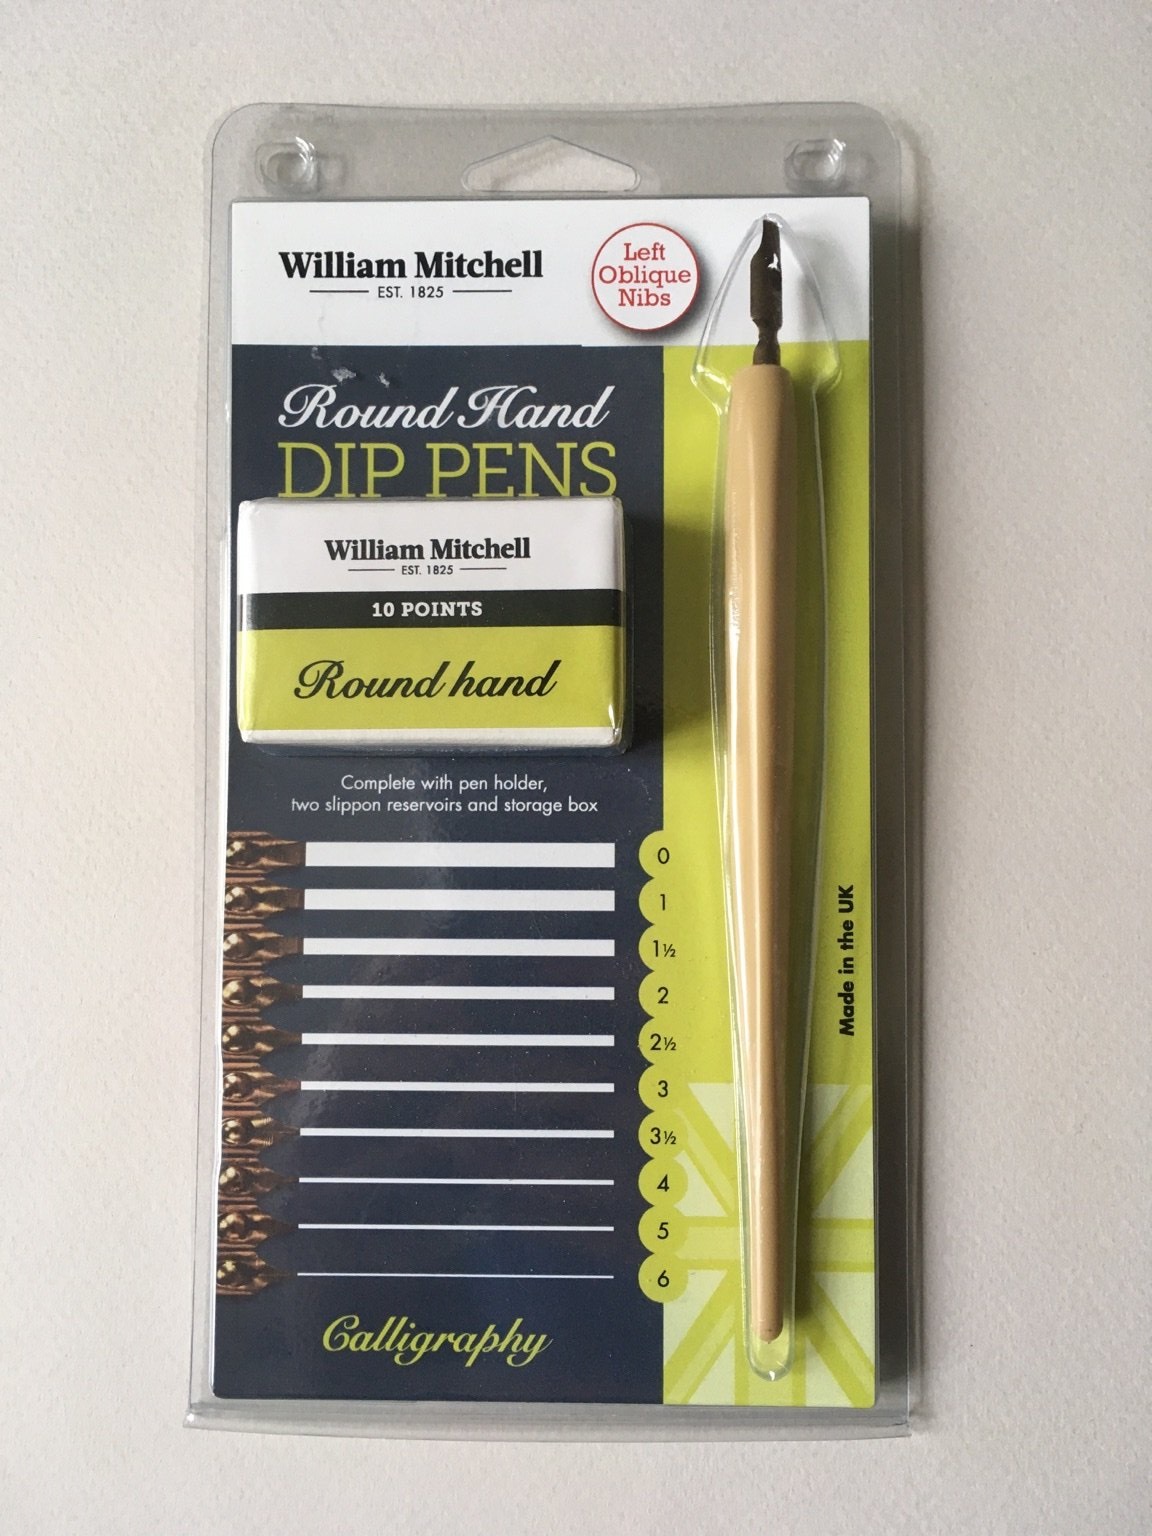 William Mitchell
EST. 1825
Left
Oblique
Nibs
Round Hand
DIP PENS
William Mitchell
EST. 1825
10 POINTS
Round hand
Complete with pen holder,
two slippon reservoirs and storage box
0
1
1½
2
2½
3
3½
4
5
6
Made in the UK
Calligraphy